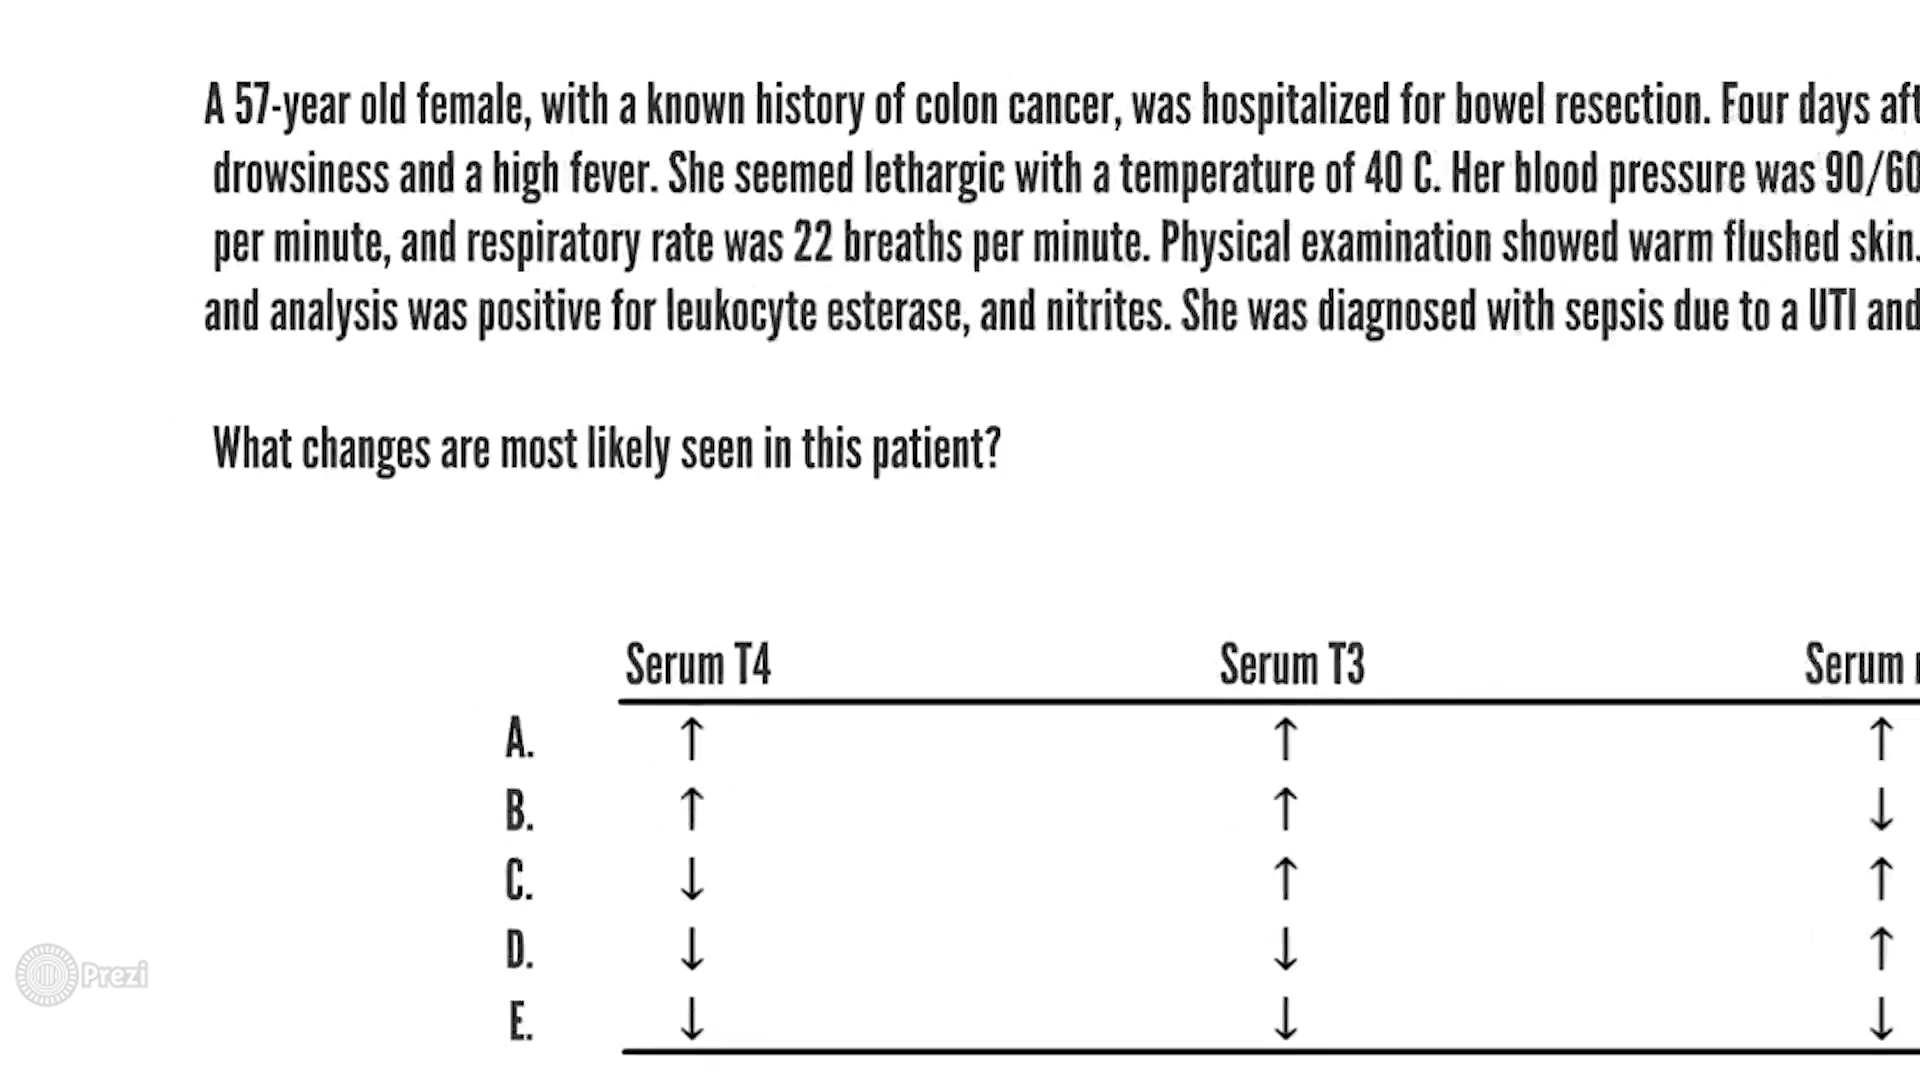 A 57-year old female, with a known history of colon cancer, was hospitalized for bowel resection. Four days
drowsiness and a high fever. She seemed lethargic with a temperature of 40 C. Her blood pressure was 90/60
per minute, and respiratory rate was 22 breaths per minute. Physical examination showed warm flushed skin.
and analysis was positive for leukocyte esterase, and nitrites. She was diagnosed with sepsis due to a UTI and
What changes are most likely seen in this patient?
Serum T4 Serum T3 Serum
A. ↑ ↑ ↑
B. ↑ ↑ ↓
C. ↓ ↑ ↑
D. ↓ ↓ ↑
E. ↓ ↓ ↓
Prezi